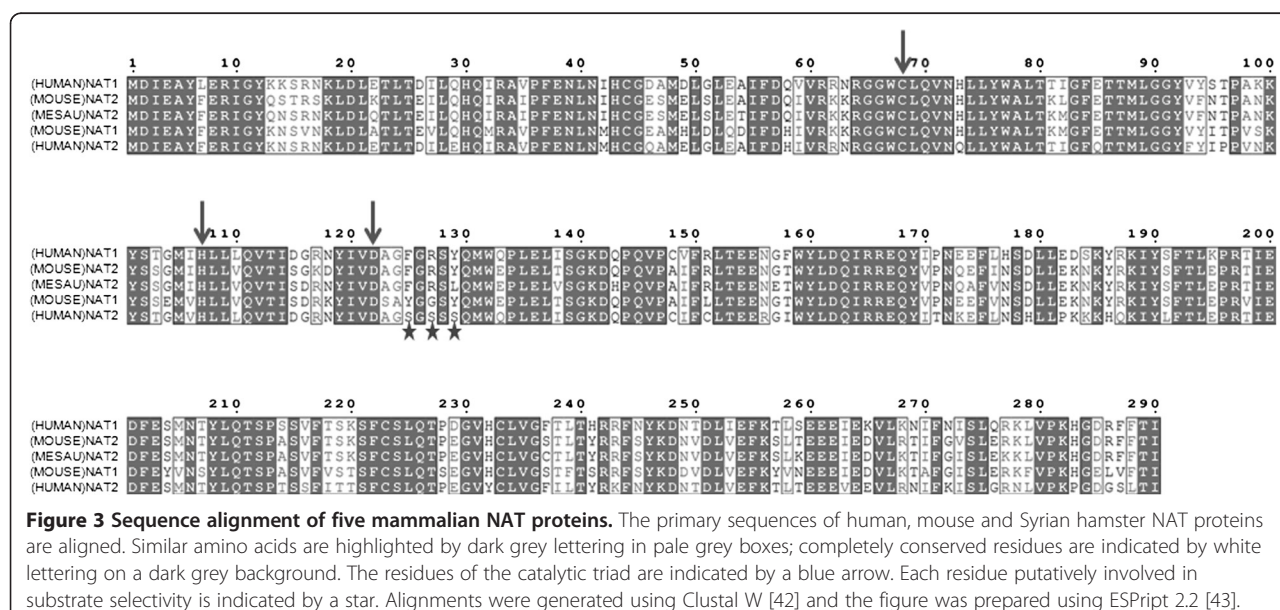 1 10 20 30 40 50 60 70 80 90 100
(HUMAN)NAT1 MDIEAYLERIGYKKSRNKLDLETLTDILQHQIRAVPFENLNIHCGDAMDLGLEAIFDQVVRRNRGGWCLQVNHLLYWALTTIGFETTMLGGYVYSTPAKK
(MOUSE)NAT2 MDIEAYFERIGYQSTRSKLDLKTLTEILQHQIRAIPFENLNIHCGESMELSLEAIFDQIVRKKRGGWCLQVNHLLYWALTKLGFETTMLGGYVFNTPANK
(MESAU)NAT2 MDIEAYFERIGYQNSRNKLDLQTLTEILQHQIRAIPFENLNIHCGESMELGLETIFDQIVRKKRGGWCLQVNHLLYWALTKMGFETTMLGGYVFNTPANK
(MOUSE)NAT1 MDIEAYFERIGYKNSVNKLDLATLTEVLQHQMRAVPFENLNMHCGEAMHLDLQDIFDHIVRKKRGGWCLQVNHLLYWALTKMGFETTMLGGYVYITPVSK
(HUMAN)NAT2 MDIEAYFERIGYKNSRNKLDLETLTDILEHQIRAVPFENLNMHCGQAMELGLEAIFDHIVRRNRGGWCLQVNQLLYWALTTIGFQTTMLGGYFYIPPVNK
110 120 130 140 150 160 170 180 190 200
(HUMAN)NAT1 YSTGMIHLLLQVTIDGRNYIVDAGFGRSYQMWQPLELISGKDQPQVPCVFRLTEENGFWYLDQIRREQYIPNEEFLHSDLLEDSKYRKIYSFTLKPRTIE
(MOUSE)NAT2 YSSGMIHLLVQVTISGKDYIVDAGFGRSYQMWEPLELTSGKDQPQVPAIFRLTEENGTWYLDQIRREQYVPNQEFINSDLLEKNKYRKIYSFTLEPRTIE
(MESAU)NAT2 YSSGMIHLLVQVTISDRNYIVDAGFGRSYQMWEPLELVSGKDHPQVPAIFRLTEENETWYLDQIRREQYVPNQAFVNSDLLEKNKYRKIYSFTLEPRTIE
(MOUSE)NAT1 YSSEMVHLLLQVTISDRKYIVDSAYGGSYQMWEPLELTSGKDQPQVPAIFLLTEENGTWYLDQIRREQYVPNEEFVNSDLLEKNKYRKIYSFTLEPRVIE
(HUMAN)NAT2 YSTGMVHLLLQVTIDGRNYIVDAGSGSSSQMWQPLELISGKDQPQVPCIFCLTEERGIWYLDQIRREQYITNKEFLNSHLLPKKKHQKIYLFTLEPRTIE
210 220 230 240 250 260 270 280 290
(HUMAN)NAT1 DFESMNTYLQTSPSSVFTSKSFCSLQTPDGVHCLVGFTLTHRRFNYKDNTDLIEFKTLSEEEIEKVLKNIFNISLQRKLVPKHGDRFFTI
(MOUSE)NAT2 DFESMNTYLQTSPASVFTSKSFCSLQTPEGVHCLVGSTLTYRRFSYKDNVDLVEFKSLTEEEIEDVLRTIFGVSLERKLVPKHGDRFFTI
(MESAU)NAT2 DFESMNTYLQTSPASVFTSKSFCSLQTPEGVHCLVGCTLTYRRFSYKDNVDLVEFKSLKEEEIEDVLKTIFGISLEKKLVPKHGDRFFTI
(MOUSE)NAT1 DFEYVNSYLQTSPASVFVSTSFCSLQTSEGVHCLVGSTFTSRRFSYKDDVDLVEFKYVNEEEIEDVLKTAFGISLERKFVPKHGELVFTI
(HUMAN)NAT2 DFESMNTYLQTSPTSSFITTSFCSLQTPEGVYCLVGFILTYRKFNYKDNTDLVEFKTLTEEEVEEVLRNIFKISLGRNLVPKPGDGSLTI
Figure 3 Sequence alignment of five mammalian NAT proteins. The primary sequences of human, mouse and Syrian hamster NAT proteins
are aligned. Similar amino acids are highlighted by dark grey lettering in pale grey boxes; completely conserved residues are indicated by white
lettering on a dark grey background. The residues of the catalytic triad are indicated by a blue arrow. Each residue putatively involved in
substrate selectivity is indicated by a star. Alignments were generated using Clustal W [42] and the figure was prepared using ESPript 2.2 [43].